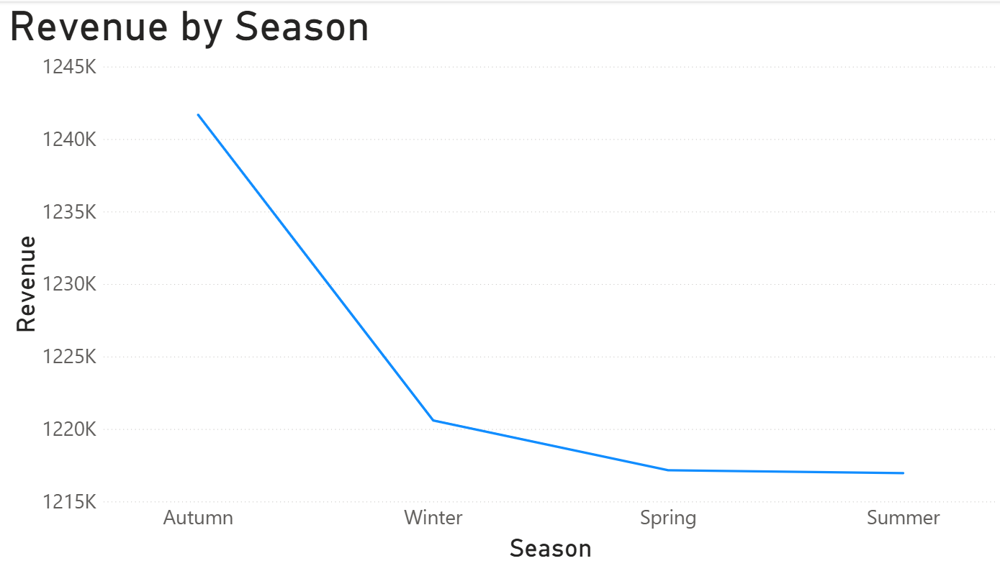 Revenue by Season
1245K
1240K
1235K
1230K
1225K
1220K
1215K
Revenue
Autumn Winter Spring Summer
Season